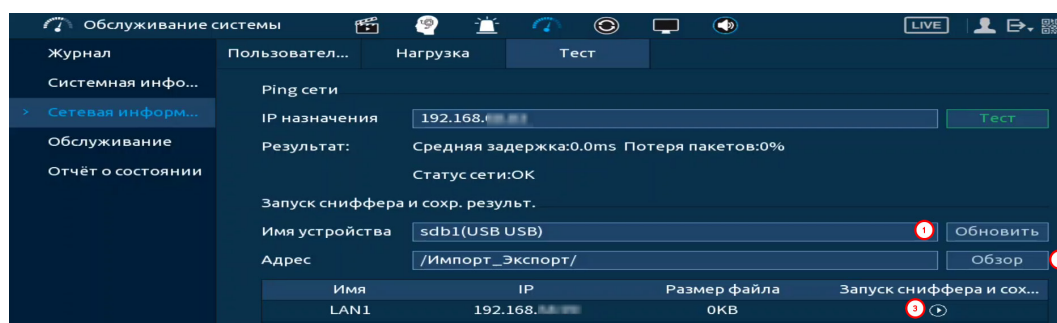 Обслуживание системы LIVE
Журнал
Системная инфо...
Сетевая информ...
Обслуживание
Отчёт о состоянии
Пользовател... Нагрузка Тест
Ping сети
IP назначения 192.168. Тест
Результат: Средняя задержка:0.0ms Потеря пакетов:0%
Статус сети:OK
Запуск сниффера и сохр. результ.
Имя устройства sdb1(USB USB) 1 Обновить
Адрес /Импорт_Экспорт/ Обзор
Имя IP Размер файла Запуск сниффера и сох...
LAN1 192.168. 0KB 3